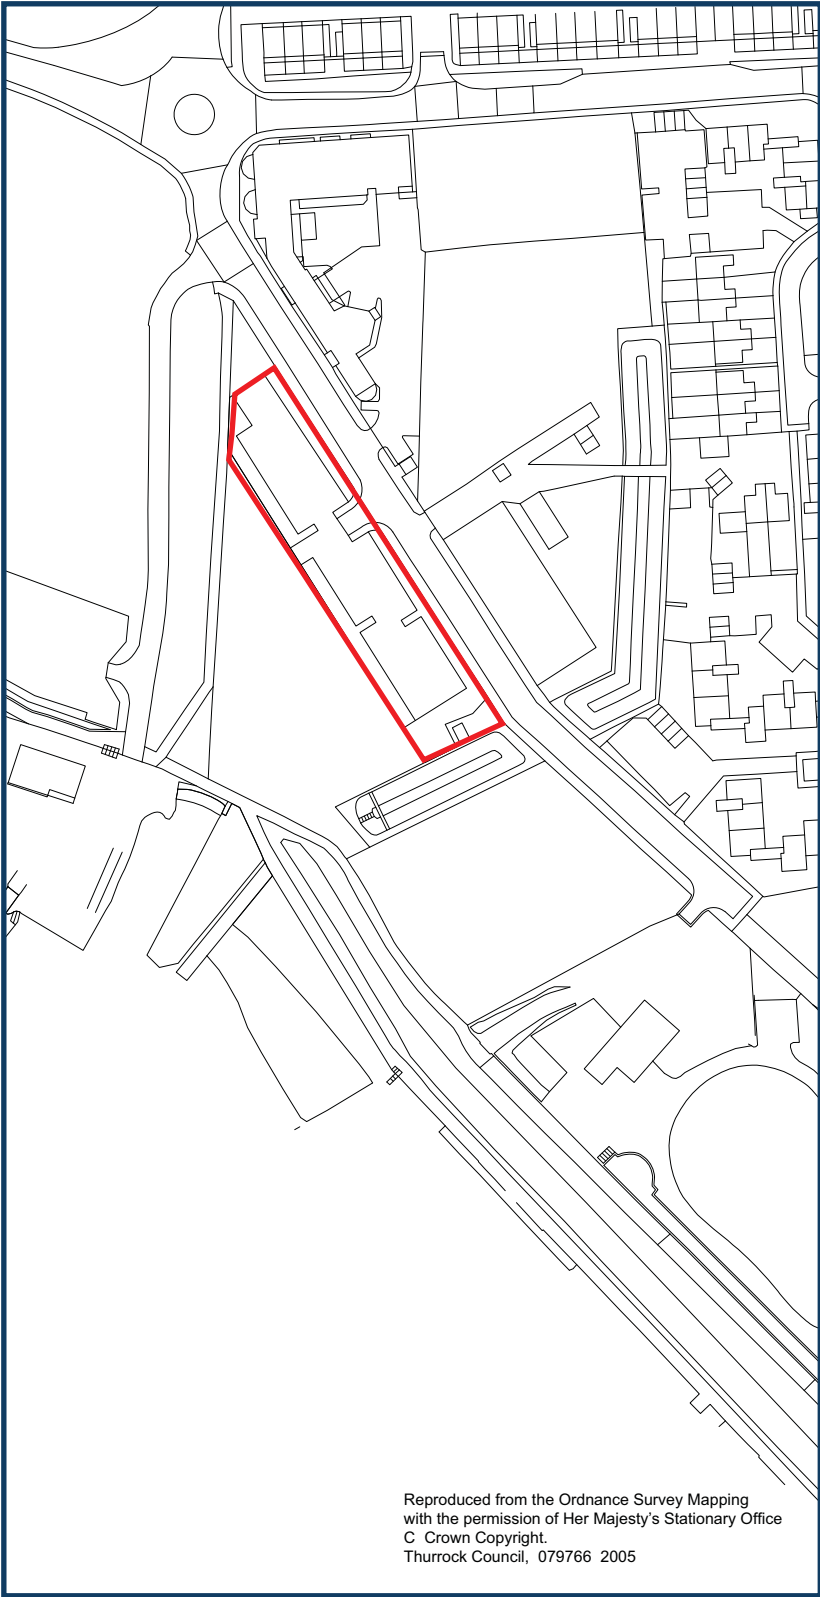 Reproduced from the Ordnance Survey Mapping
with the permission of Her Majesty's Stationary Office
C Crown Copyright.
Thurrock Council, 079766 2005